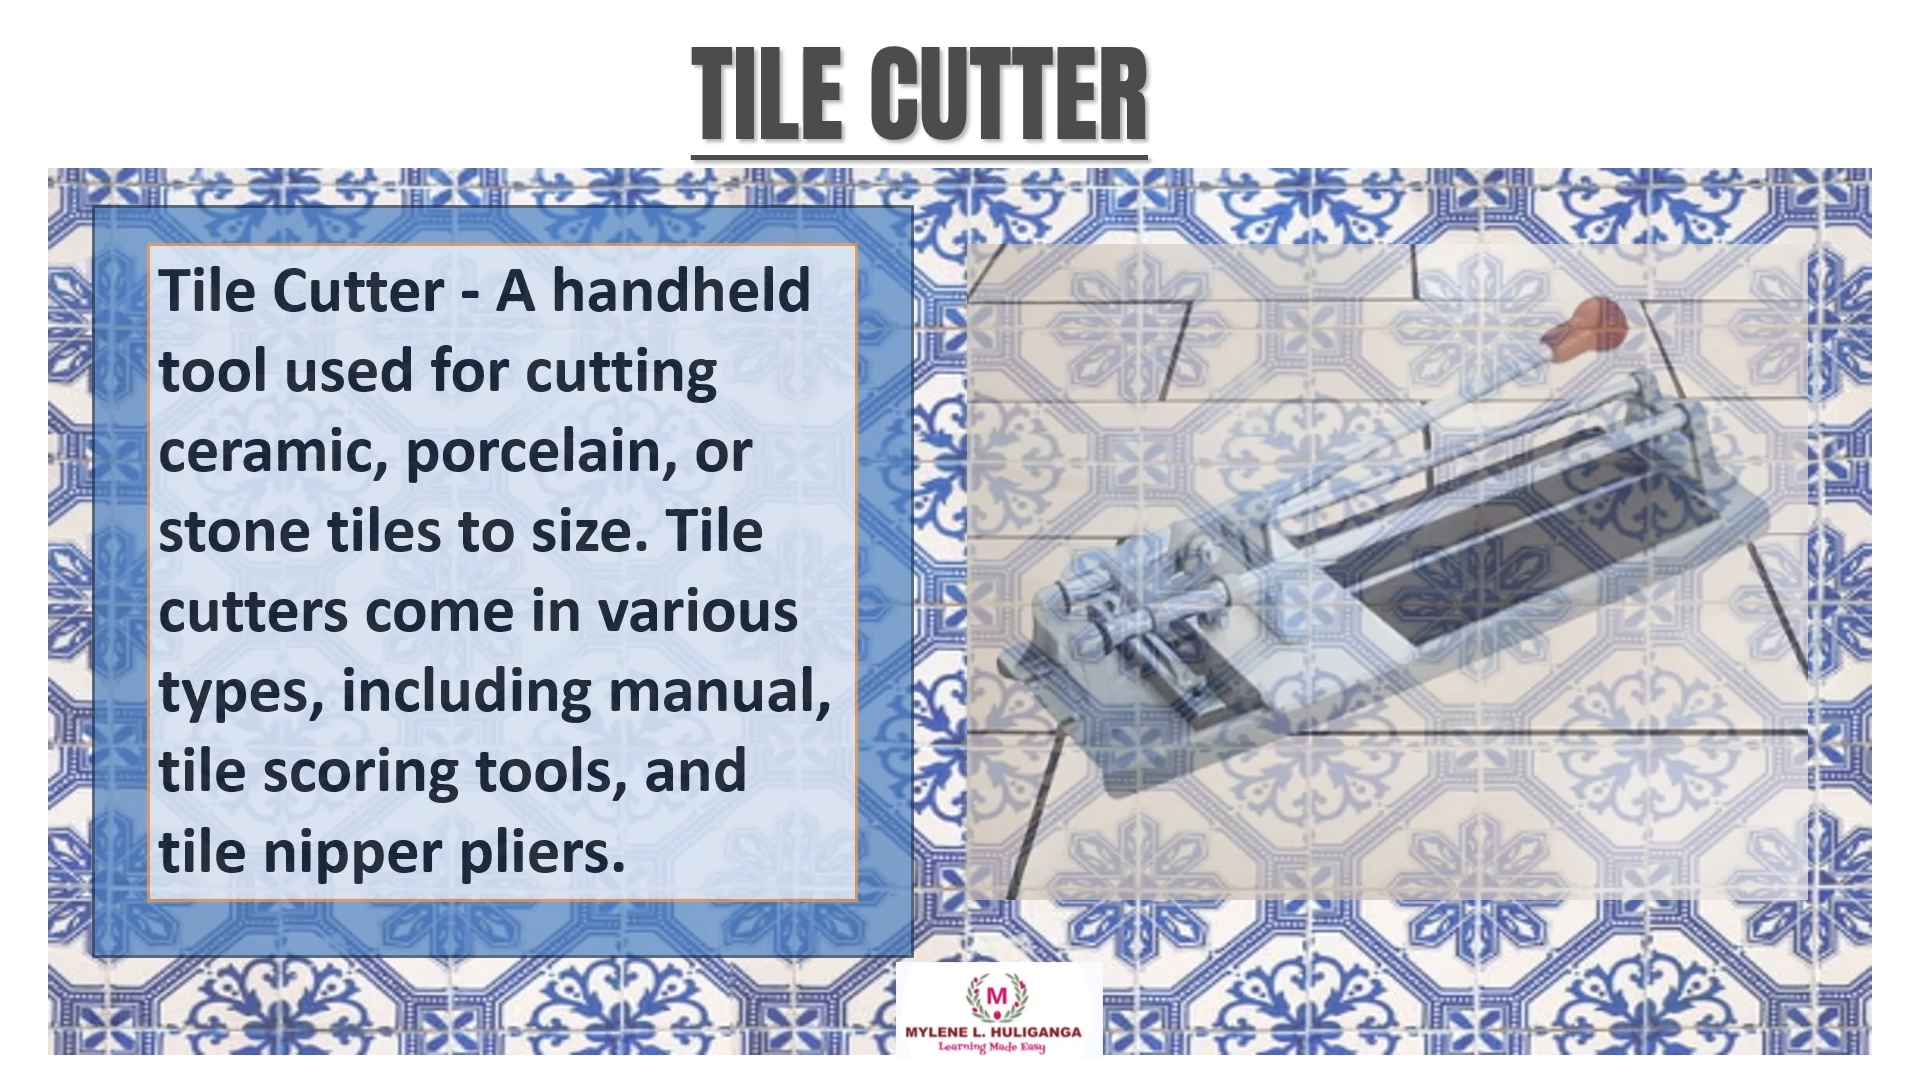 TILE CUTTER
Tile Cutter - A handheld
tool used for cutting
ceramic, porcelain, or
stone tiles to size. Tile
cutters come in various
types, including manual,
tile scoring tools, and
tile nipper pliers.
M
MYLENE L. HULIGANGA
Learning Made Easy